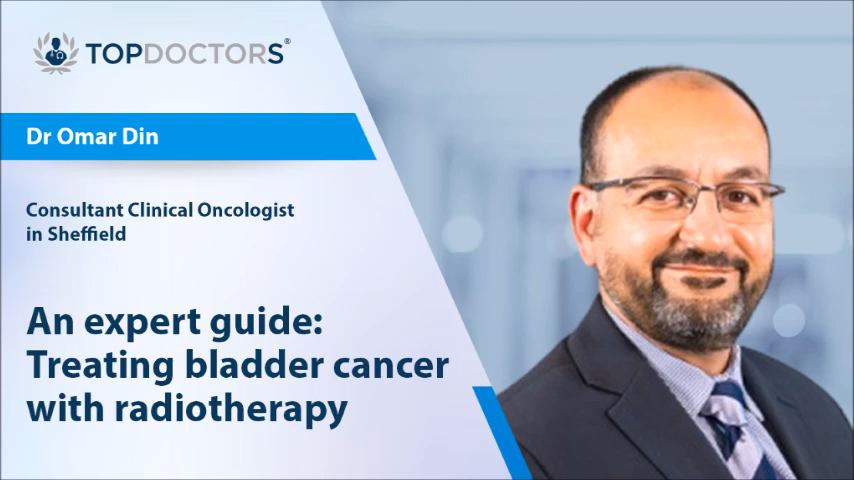 TOPDOCTORS®
Dr Omar Din
Consultant Clinical Oncologist
in Sheffield
An expert guide:
Treating bladder cancer
with radiotherapy